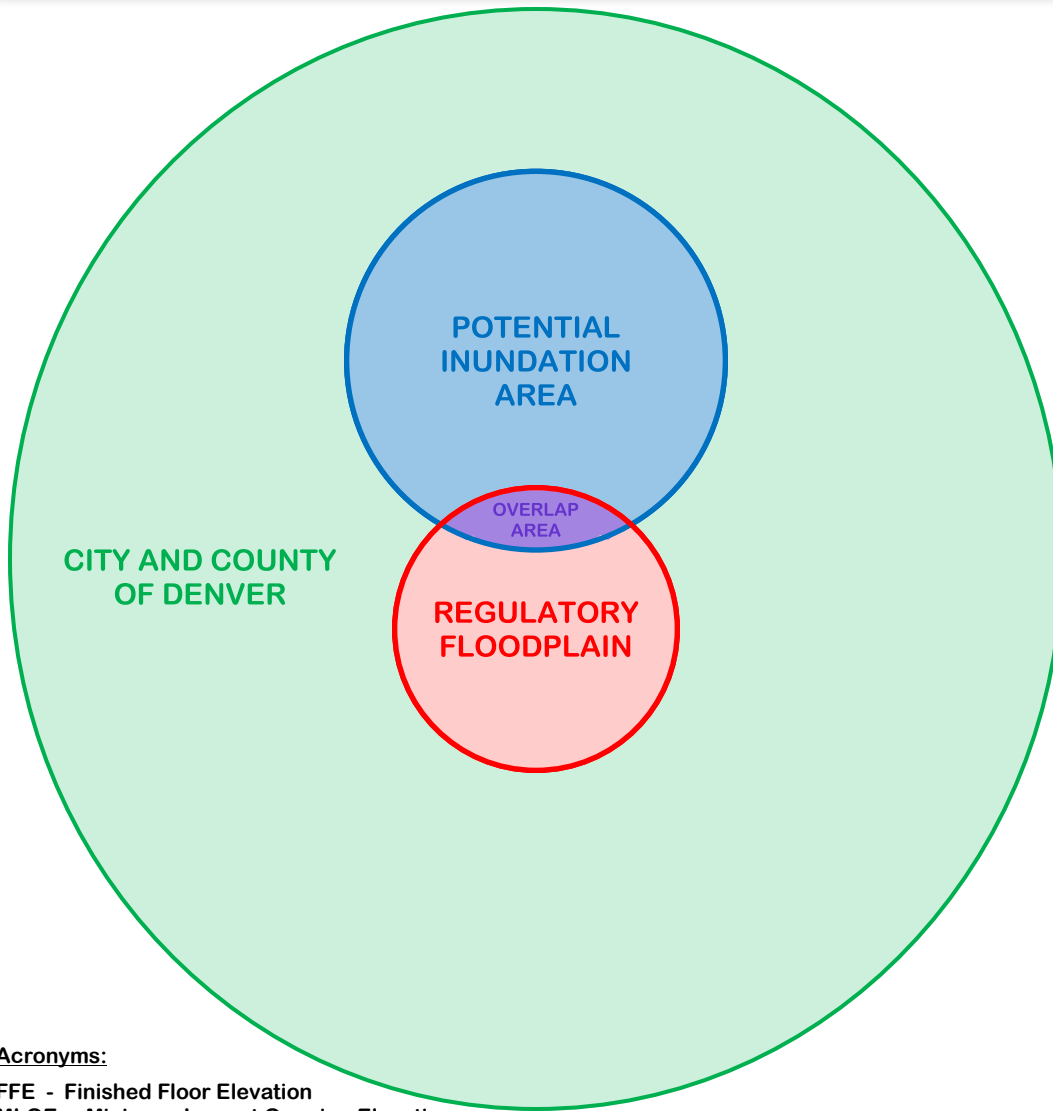 POTENTIAL
INUNDATION
AREA
OVERLAP
AREA
CITY AND COUNTY
OF DENVER
REGULATORY
FLOODPLAIN
Acronyms:
FFE - Finished Floor Elevation